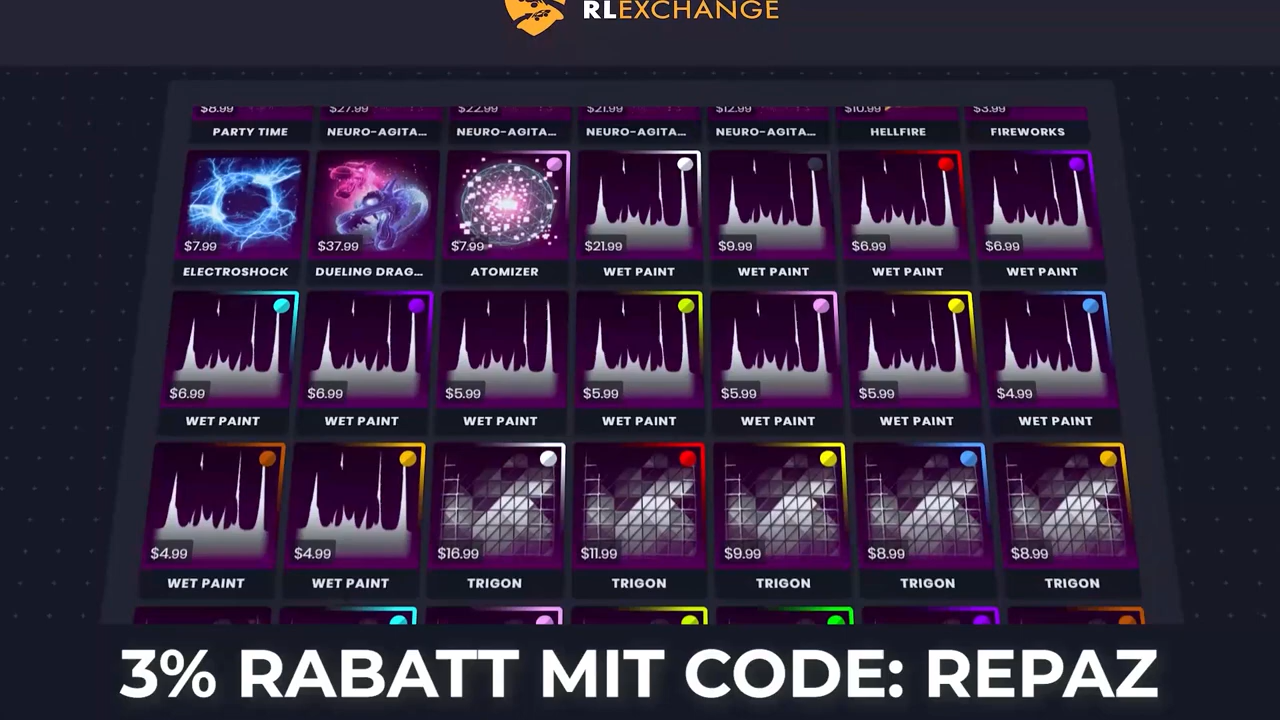 RLEXCHANGE
$8.99 $27.99 $22.99 $21.99 $12.99 $10.99 $3.99
PARTY TIME NEURO-AGITA... NEURO-AGITA... NEURO-AGITA... NEURO-AGITA... HELLFIRE FIREWORKS
$7.99 $37.99 $7.99 $21.99 $9.99 $6.99 $6.99
ELECTROSHOCK DUELING DRAG... ATOMIZER WET PAINT WET PAINT WET PAINT WET PAINT
$6.99 $6.99 $5.99 $5.99 $5.99 $5.99 $4.99
WET PAINT WET PAINT WET PAINT WET PAINT WET PAINT WET PAINT WET PAINT
$4.99 $4.99 $16.99 $11.99 $9.99 $8.99 $8.99
WET PAINT WET PAINT TRIGON TRIGON TRIGON TRIGON TRIGON
3% RABATT MIT CODE: REPAZ